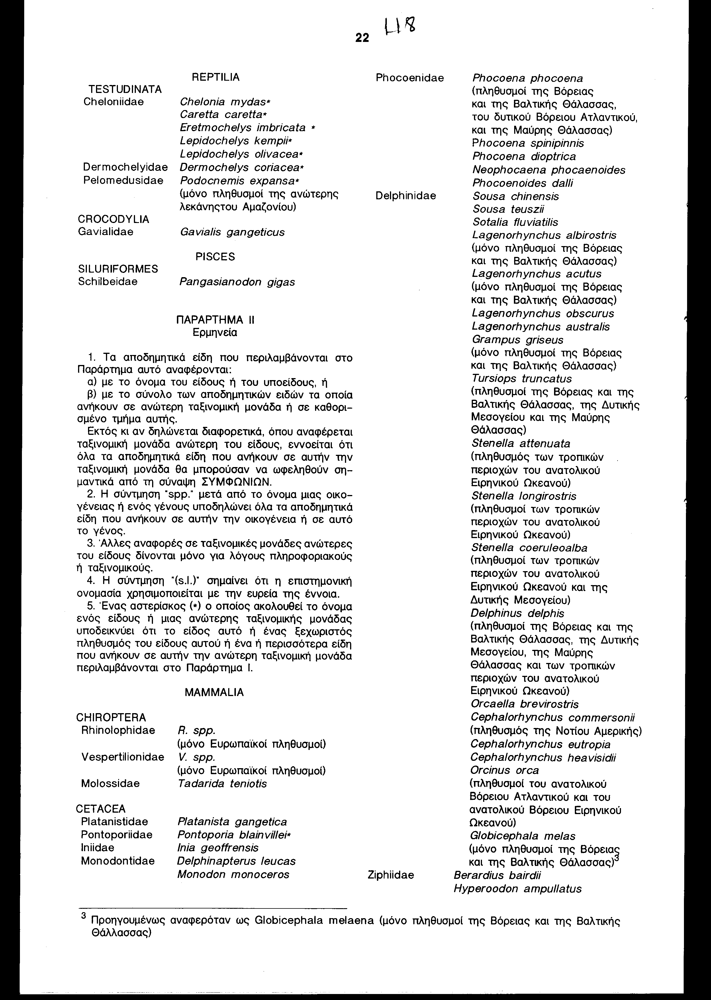 22
REPTILIA
TESTUDINATA
Cheloniidae Chelonia mydas*
Caretta caretta*
Eretmochelys imbricata *
Lepidochelys kempii*
Lepidochelys olivacea*
Dermochelyidae Dermochelys coriacea*
Pelomedusidae Podocnemis expansa*
(μόνο πληθυσμοί της ανώτερης
λεκάνηςτου Αμαζονίου)
CROCODYLIA
Gavialidae Gavialis gangeticus
PISCES
SILURIFORMES
Schilbeidae Pangasianodon gigas
ΠΑΡΑΡΤΗΜΑ ΙΙ
Ερμηνεία
1. Τα αποδημητικά είδη που περιλαμβάνονται στο
Παράρτημα αυτό αναφέρονται:
α) με το όνομα του είδους ή του υποείδους, ή
β) με το σύνολο των αποδημητικών ειδών τα οποία
ανήκουν σε ανώτερη ταξινομική μονάδα ή σε καθορι-
σμένο τμήμα αυτής.
Εκτός κι αν δηλώνεται διαφορετικά, όπου αναφέρεται
ταξινομική μονάδα ανώτερη του είδους, εννοείται ότι
όλα τα αποδημητικά είδη που ανήκουν σε αυτήν την
ταξινομική μονάδα θα μπορούσαν να ωφεληθούν ση-
μαντικά από τη σύναψη ΣΥΜΦΩΝΙΩΝ.
2. Η σύντμηση "spp." μετά από το όνομα μιας οικο-
γένειας ή ενός γένους υποδηλώνει όλα τα αποδημητικά
είδη που ανήκουν σε αυτήν την οικογένεια ή σε αυτό
το γένος.
3. Άλλες αναφορές σε ταξινομικές μονάδες ανώτερες
του είδους δίνονται μόνο για λόγους πληροφοριακούς
ή ταξινομικούς.
4. Η σύντμηση "(s.l.)" σημαίνει ότι η επιστημονική
ονομασία χρησιμοποιείται με την ευρεία της έννοια.
5. Ένας αστερίσκος (*) ο οποίος ακολουθεί το όνομα
ενός είδους ή μιας ανώτερης ταξινομικής μονάδας
υποδεικνύει ότι το είδος αυτό ή ένας ξεχωριστός
πληθυσμός του είδους αυτού ή ένα ή περισσότερα είδη
που ανήκουν σε αυτήν την ανώτερη ταξινομική μονάδα
περιλαμβάνονται στο Παράρτημα Ι.
MAMMALIA
CHIROPTERA
Rhinolophidae R. spp.
(μόνο Ευρωπαϊκοί πληθυσμοί)
Vespertilionidae V. spp.
(μόνο Ευρωπαϊκοί πληθυσμοί)
Molossidae Tadarida teniotis
CETACEA
Platanistidae Platanista gangetica
Pontoporiidae Pontoporia blainvillei*
Iniidae Inia geoffrensis
Monodontidae Delphinapterus leucas
Monodon monoceros
Phocoenidae Phocoena phocoena
(πληθυσμοί της Βόρειας
και της Βαλτικής Θάλασσας,
του δυτικού Βόρειου Ατλαντικού,
και της Μαύρης Θάλασσας)
Phocoena spinipinnis
Phocoena dioptrica
Neophocaena phocaenoides
Phocoenoides dalli
Delphinidae Sousa chinensis
Sousa teuszii
Sotalia fluviatilis
Lagenorhynchus albirostris
(μόνο πληθυσμοί της Βόρειας
και της Βαλτικής Θάλασσας)
Lagenorhynchus acutus
(μόνο πληθυσμοί της Βόρειας
και της Βαλτικής Θάλασσας)
Lagenorhynchus obscurus
Lagenorhynchus australis
Grampus griseus
(μόνο πληθυσμοί της Βόρειας
και της Βαλτικής Θάλασσας)
Tursiops truncatus
(πληθυσμοί της Βόρειας και της
Βαλτικής Θάλασσας, της Δυτικής
Μεσογείου και της Μαύρης
Θάλασσας)
Stenella attenuata
(πληθυσμός των τροπικών
περιοχών του ανατολικού
Ειρηνικού Ωκεανού)
Stenella longirostris
(πληθυσμοί των τροπικών
περιοχών του ανατολικού
Ειρηνικού Ωκεανού)
Stenella coeruleoalba
(πληθυσμοί των τροπικών
περιοχών του ανατολικού
Ειρηνικού Ωκεανού και της
Δυτικής Μεσογείου)
Delphinus delphis
(πληθυσμοί της Βόρειας και της
Βαλτικής Θάλασσας, της Δυτικής
Μεσογείου, της Μαύρης
Θάλασσας και των τροπικών
περιοχών του ανατολικού
Ειρηνικού Ωκεανού)
Orcaella brevirostris
Cephalorhynchus commersonii
(πληθυσμός της Νοτίου Αμερικής)
Cephalorhynchus eutropia
Cephalorhynchus heavisidii
Orcinus orca
(πληθυσμοί του ανατολικού
Βόρειου Ατλαντικού και του
ανατολικού Βόρειου Ειρηνικού
Ωκεανού)
Globicephala melas
(μόνο πληθυσμοί της Βόρειας
και της Βαλτικής Θάλασσας)³
Ziphiidae Berardius bairdii
Hyperoodon ampullatus
³ Προηγουμένως αναφερόταν ως Globicephala melaena (μόνο πληθυσμοί της Βόρειας και της Βαλτικής
Θάλλασσας)